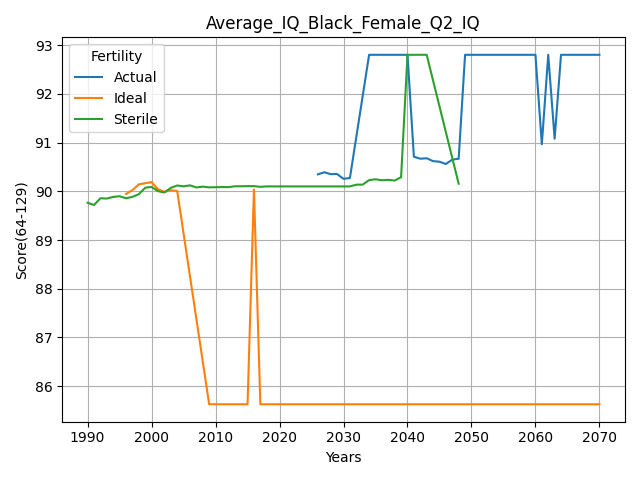 Average_IQ_Black_Female_Q2_IQ
Fertility
Actual
Ideal
Sterile
Score(64-129)
93
92
91
90
89
88
87
86
1990 2000 2010 2020 2030 2040 2050 2060 2070
Years